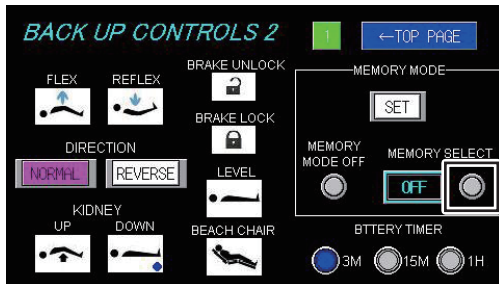 BACK UP CONTROLS 2
1
←TOP PAGE
FLEX
REFLEX
BRAKE UNLOCK
BRAKE LOCK
DIRECTION
NORMAL
REVERSE
LEVEL
KIDNEY
UP
DOWN
BEACH CHAIR
MEMORY MODE
SET
MEMORY
MODE OFF
MEMORY SELECT
OFF
BTTERY TIMER
3M
15M
1H